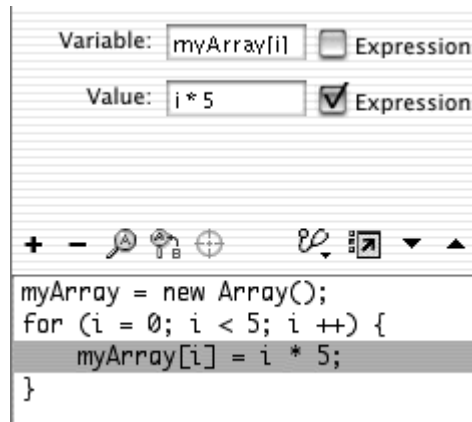 Variable: myArray[i] Expression
Value: i * 5 Expression
myArray = new Array();
for (i = 0; i < 5; i ++) {
    myArray[i] = i * 5;
}